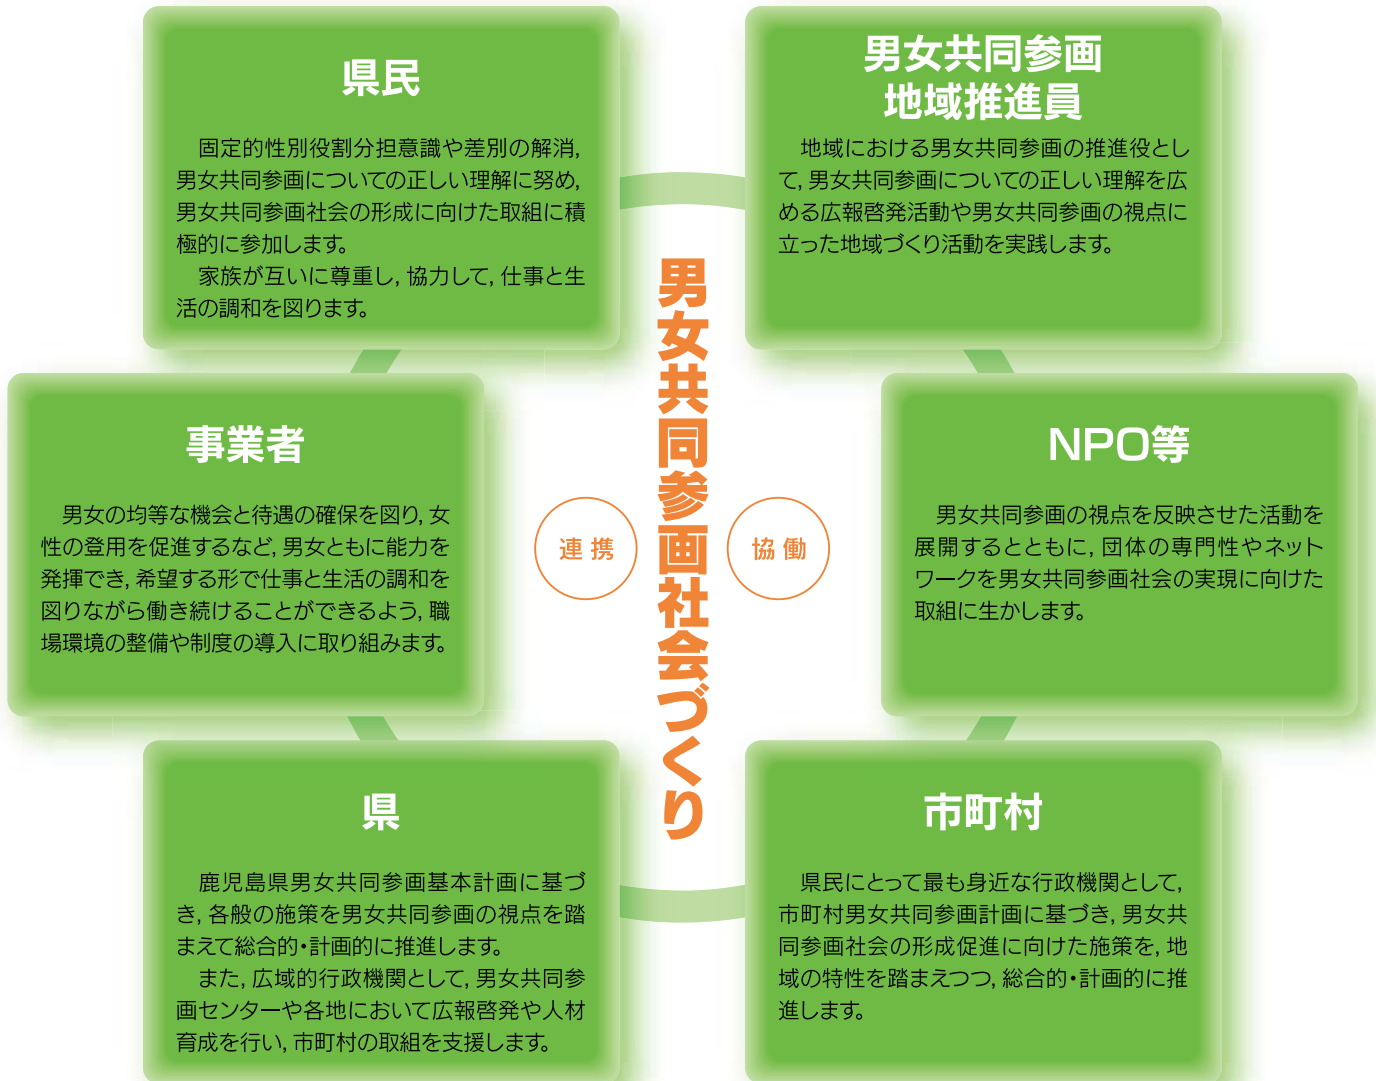 県民
　固定的性別役割分担意識や差別の解消,
男女共同参画についての正しい理解に努め,
男女共同参画社会の形成に向けた取組に積
極的に参加します。
　家族が互いに尊重し, 協力して, 仕事と生
活の調和を図ります。
男女共同参画
地域推進員
　地域における男女共同参画の推進役とし
て, 男女共同参画についての正しい理解を広
める広報啓発活動や男女共同参画の視点に
立った地域づくり活動を実践します。
事業者
　男女の均等な機会と待遇の確保を図り, 女
性の登用を促進するなど, 男女ともに能力を
発揮でき, 希望する形で仕事と生活の調和を
図りながら働き続けることができるよう, 職
場環境の整備や制度の導入に取り組みます。
連携
男女共同参画社会づくり
協働
NPO等
　男女共同参画の視点を反映させた活動を
展開するとともに, 団体の専門性やネット
ワークを男女共同参画社会の実現に向けた
取組に生かします。
県
　鹿児島県男女共同参画基本計画に基づ
き, 各般の施策を男女共同参画の視点を踏
まえて総合的・計画的に推進します。
　また, 広域的行政機関として, 男女共同参
画センターや各地において広報啓発や人材
育成を行い, 市町村の取組を支援します。
市町村
　県民にとって最も身近な行政機関として,
市町村男女共同参画計画に基づき, 男女共
同参画社会の形成促進に向けた施策を, 地
域の特性を踏まえつつ, 総合的・計画的に推
進します。